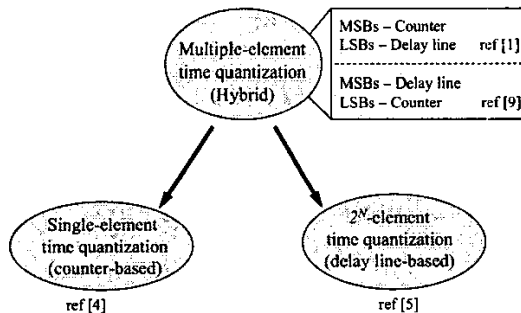 Multiple-element
time quantization
(Hybrid)
MSBs – Counter
LSBs – Delay line ref [1]
MSBs – Delay line
LSBs – Counter ref [9]
Single-element
time quantization
(counter-based)
ref [4]
2^N-element
time quantization
(delay line-based)
ref [5]